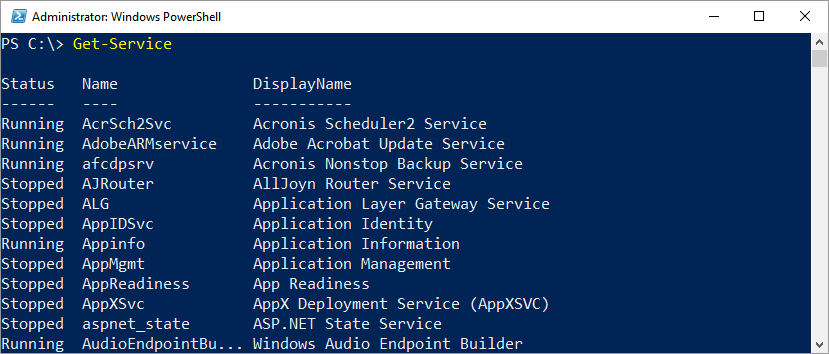 Administrator: Windows PowerShell
PS C:\> Get-Service
Status   Name               DisplayName
------   ----               -----------
Running  AcrSch2Svc         Acronis Scheduler2 Service
Running  AdobeARMservice    Adobe Acrobat Update Service
Running  afcdpsrv           Acronis Nonstop Backup Service
Stopped  AJRouter           AllJoyn Router Service
Stopped  ALG                Application Layer Gateway Service
Stopped  AppIDSvc           Application Identity
Running  Appinfo            Application Information
Stopped  AppMgmt            Application Management
Stopped  AppReadiness       App Readiness
Stopped  AppXSvc            AppX Deployment Service (AppXSVC)
Stopped  aspnet_state       ASP.NET State Service
Running  AudioEndpointBu... Windows Audio Endpoint Builder